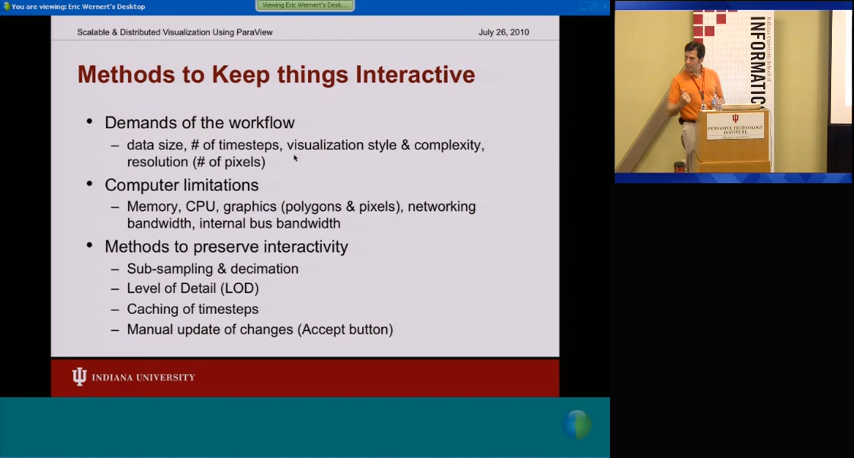 You are viewing: Eric Wernert's Desktop
Viewing Eric Wernert's Desk...
Scalable & Distributed Visualization Using ParaView
July 26, 2010
Methods to Keep things Interactive
• Demands of the workflow
– data size, # of timesteps, visualization style & complexity,
resolution (# of pixels)
• Computer limitations
– Memory, CPU, graphics (polygons & pixels), networking
bandwidth, internal bus bandwidth
• Methods to preserve interactivity
– Sub-sampling & decimation
– Level of Detail (LOD)
– Caching of timesteps
– Manual update of changes (Accept button)
INDIANA UNIVERSITY
INFORMATIC
PERVASIVE TECHNOLOGY
INSTITUTE